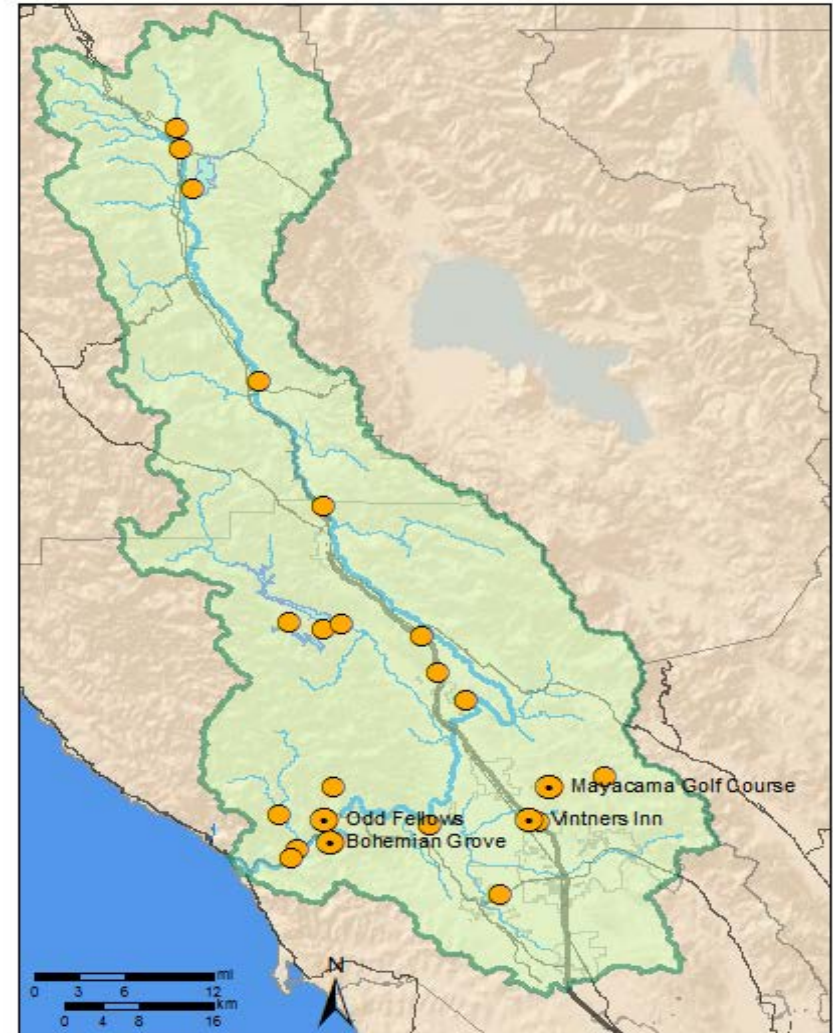 Mayacama Golf Course
Odd Fellows
Vintners Inn
Bohemian Grove
N
mi
0 3 6 12
km
0 4 8 16